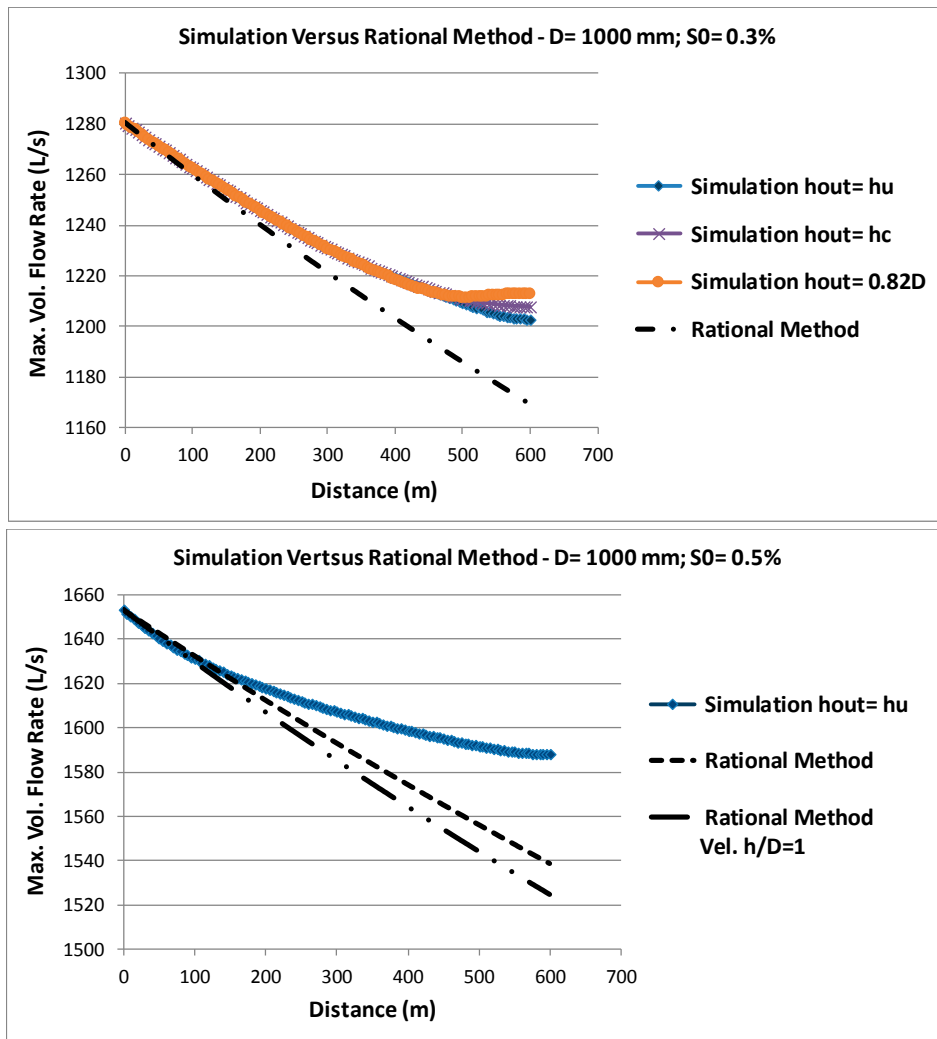 Simulation Versus Rational Method - D= 1000 mm; S0= 0.3%
Max. Vol. Flow Rate (L/s)
1300
1280
1260
1240
1220
1200
1180
1160
0 100 200 300 400 500 600 700
Distance (m)
Simulation hout= hu
Simulation hout= hc
Simulation hout= 0.82D
Rational Method
Simulation Vertsus Rational Method - D= 1000 mm; S0= 0.5%
Max. Vol. Flow Rate (L/s)
1660
1640
1620
1600
1580
1560
1540
1520
1500
0 100 200 300 400 500 600 700
Distance (m)
Simulation hout= hu
Rational Method
Rational Method
Vel. h/D=1